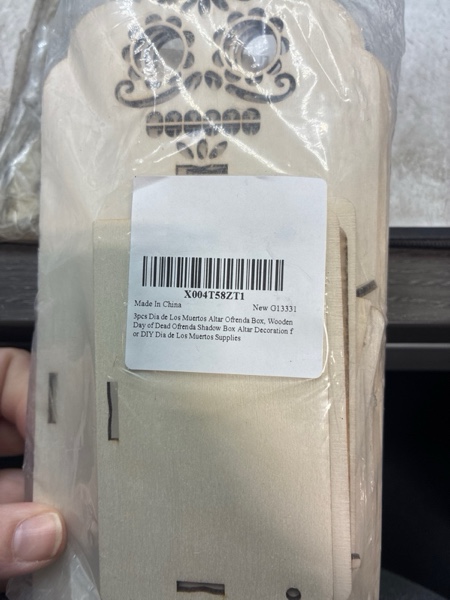 X004T58ZT1
Made In China New G13331
3pcs Dia de Los Muertos Altar Ofrenda Box, Wooden
Day of Dead Ofrenda Shadow Box Altar Decoration f
or DIY Dia de Los Muertos Supplies